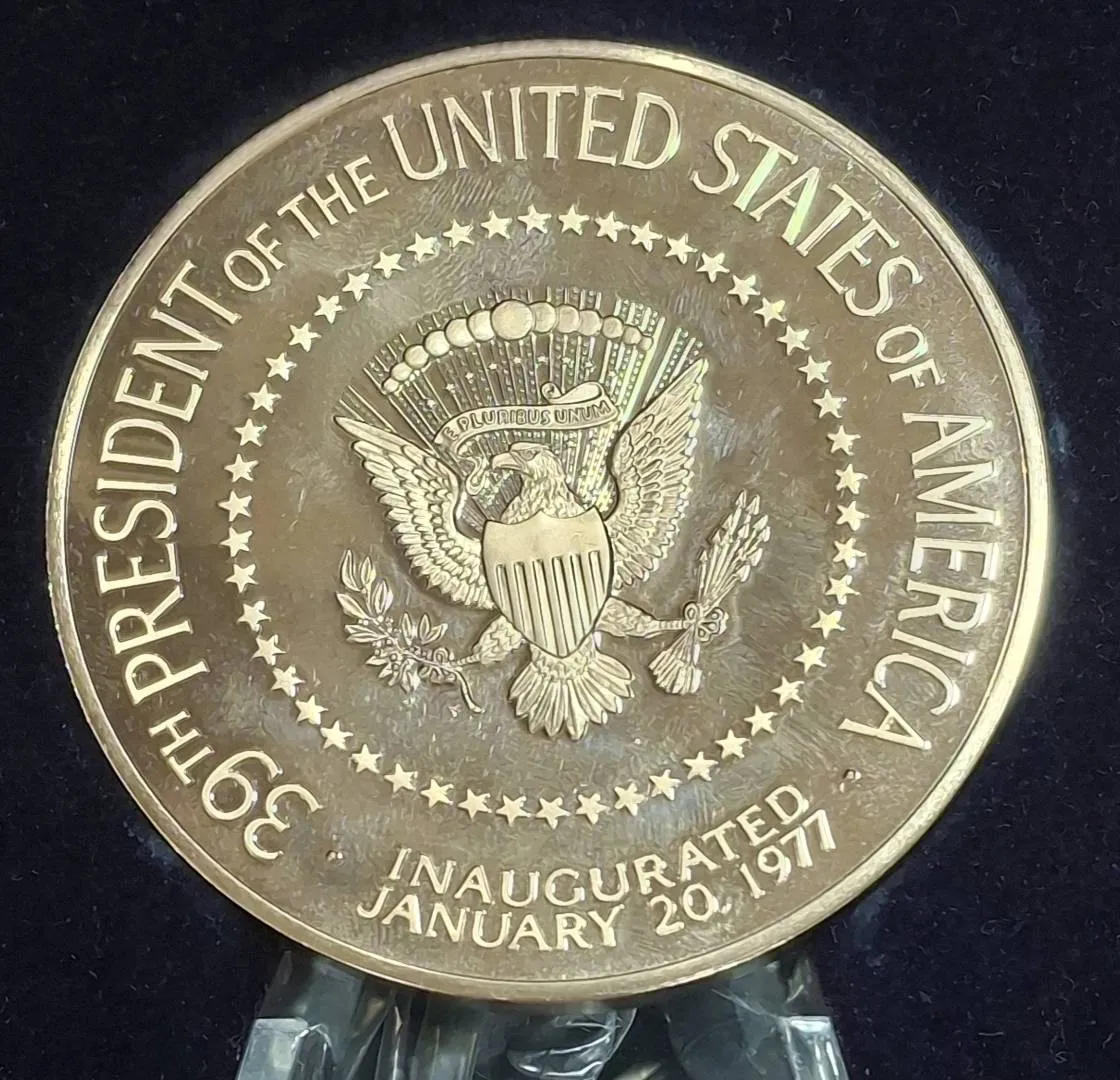 39TH PRESIDENT OF THE UNITED STATES OF AMERICA
E PLURIBUS UNUM
INAUGURATED
JANUARY 20, 1977